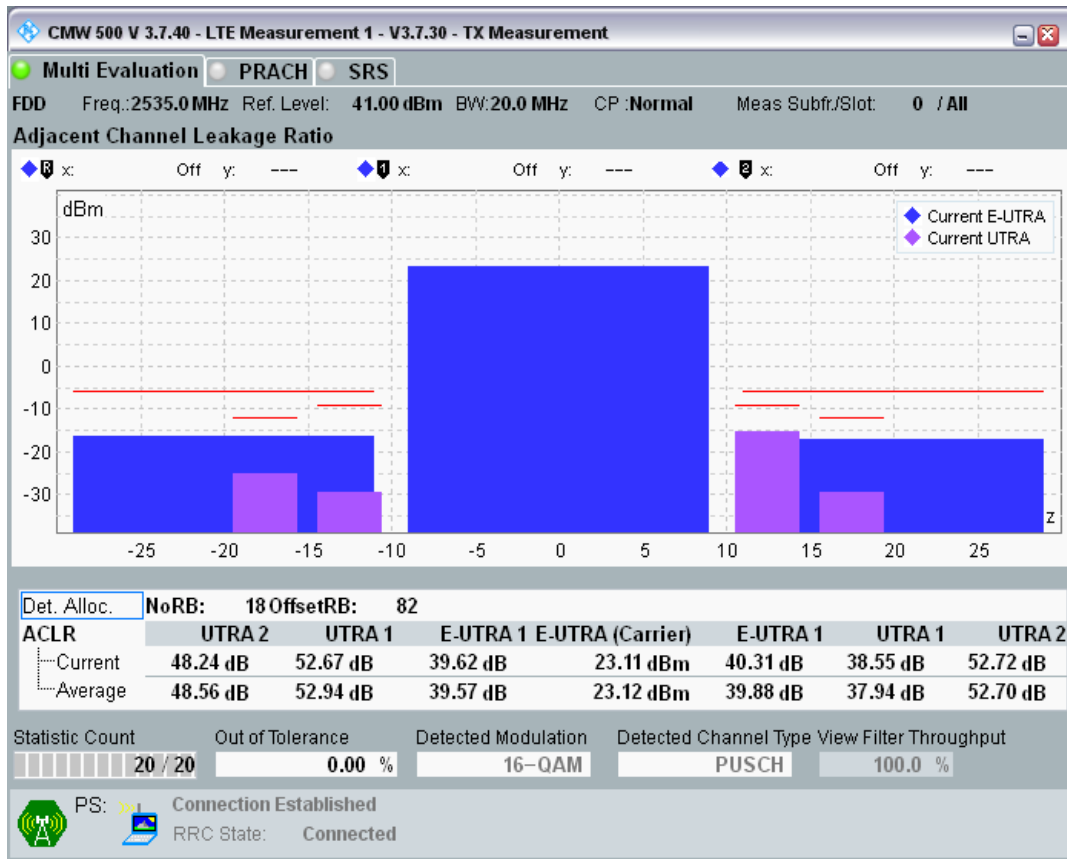 CMW 500 V 3.7.40 - LTE Measurement 1 - V3.7.30 - TX Measurement
Multi Evaluation PRACH SRS
FDD Freq.:2535.0 MHz Ref. Level: 41.00 dBm BW:20.0 MHz CP :Normal Meas Subfr./Slot: 0 / All
Adjacent Channel Leakage Ratio
R x: Off y: --- 1 x: Off y: --- 2 x: Off y: ---
dBm
Current E-UTRA
Current UTRA
30
20
10
0
-10
-20
-30
z
-25 -20 -15 -10 -5 0 5 10 15 20 25
Det. Alloc. NoRB: 18 OffsetRB: 82
ACLR UTRA 2 UTRA 1 E-UTRA 1 E-UTRA (Carrier) E-UTRA 1 UTRA 1 UTRA 2
Current 48.24 dB 52.67 dB 39.62 dB 23.11 dBm 40.31 dB 38.55 dB 52.72 dB
Average 48.56 dB 52.94 dB 39.57 dB 23.12 dBm 39.88 dB 37.94 dB 52.70 dB
Statistic Count Out of Tolerance Detected Modulation Detected Channel Type View Filter Throughput
20 / 20 0.00 % 16-QAM PUSCH 100.0 %
PS: Connection Established
RRC State: Connected